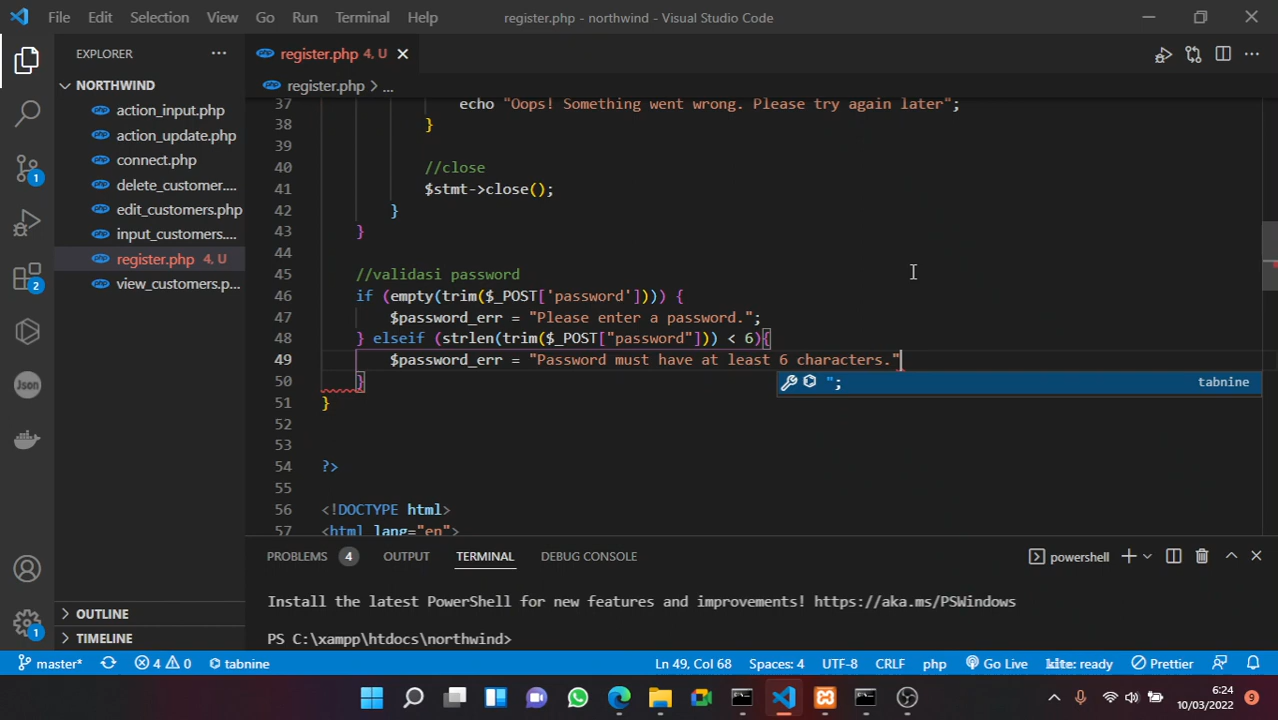 File Edit Selection View Go Run Terminal Help register.php - northwind - Visual Studio Code
EXPLORER ...
register.php 4, U
NORTHWIND
register.php > ...
action_input.php
action_update.php
connect.php
delete_customer....
edit_customers.php
input_customers....
register.php 4, U
view_customers.p...
37 echo "Oops! Something went wrong. Please try again later";
38 }
39
40 //close
41 $stmt->close();
42 }
43 }
44
45 //validasi password
46 if (empty(trim($_POST['password']))) {
47 $password_err = "Please enter a password.";
48 } elseif (strlen(trim($_POST["password"])) < 6){
49 $password_err = "Password must have at least 6 characters."
";
tabnine
50 }
51 }
52
53
54 ?>
55
56 <!DOCTYPE html>
57 <html lang="en">
1
2
Json
1
OUTLINE
TIMELINE
PROBLEMS 4 OUTPUT TERMINAL DEBUG CONSOLE powershell
Install the latest PowerShell for new features and improvements! https://aka.ms/PSWindows
PS C:\xampp\htdocs\northwind>
master* 4 0 tabnine Ln 49, Col 68 Spaces: 4 UTF-8 CRLF php Go Live kite: ready Prettier
6:24
10/03/2022
9